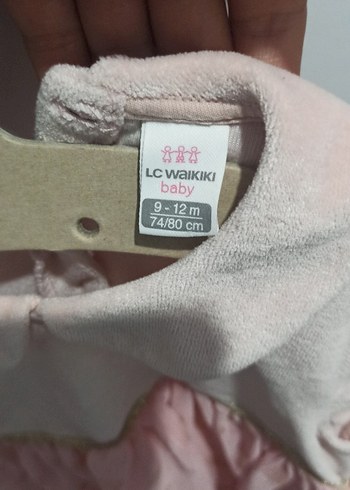 LC WAIKIKI
baby
9 - 12 m
74/80 cm